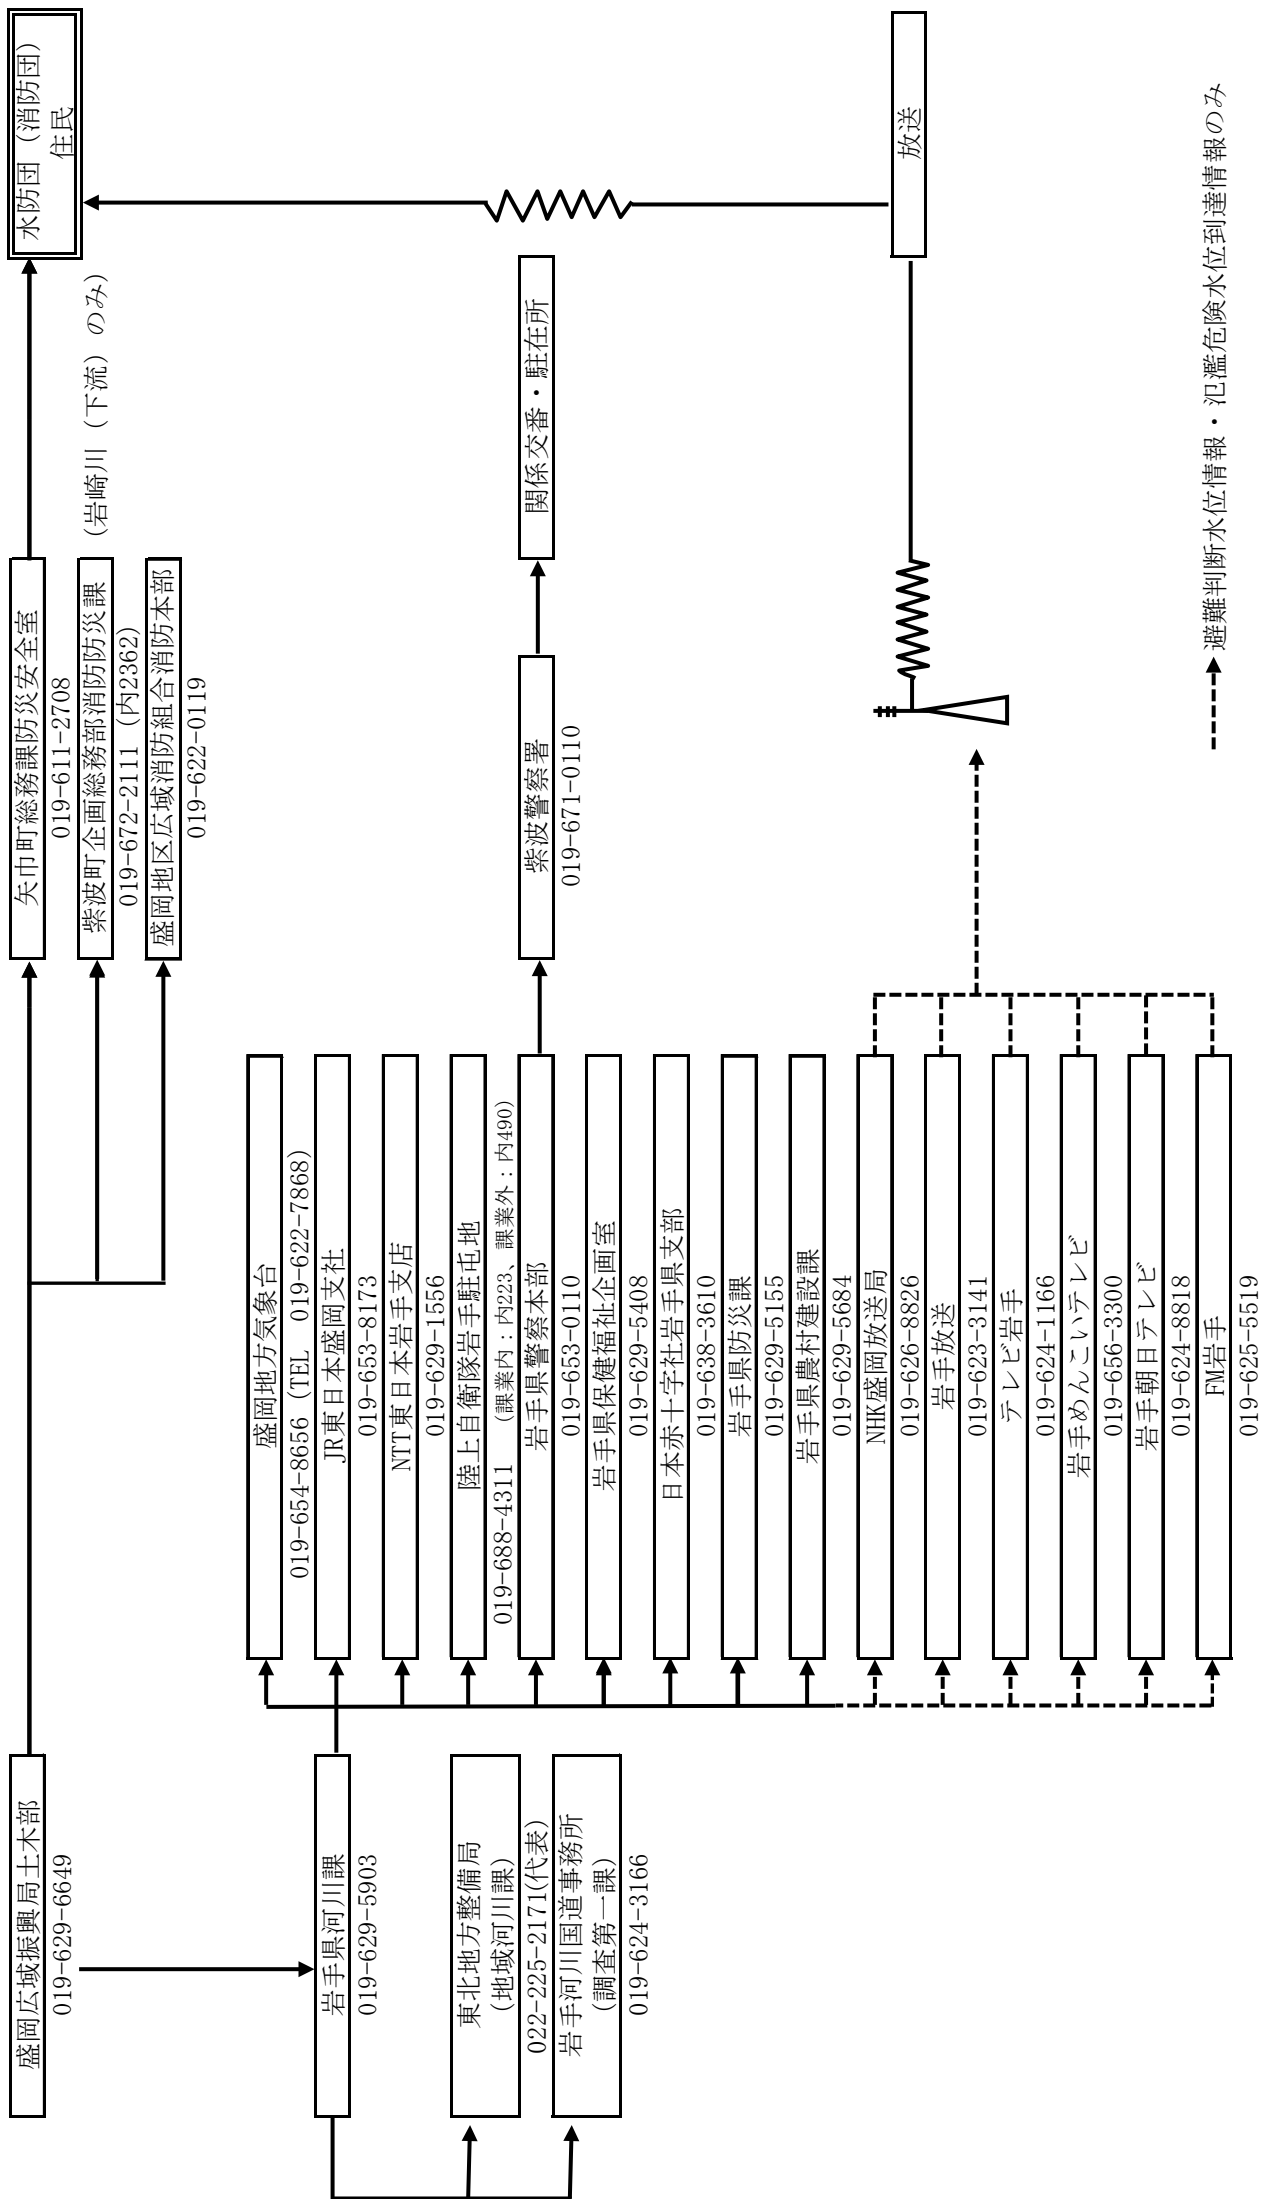 盛岡広域振興局土木部
019-629-6649
矢巾町総務課防災安全室
019-611-2708
水防団（消防団）
住民
紫波町企画総務部消防防災課
（岩崎川（下流）のみ）
019-672-2111（内2362）
盛岡地区広域消防組合消防本部
019-622-0119
岩手県河川課
019-629-5903
東北地方整備局
（地域河川課）
022-225-2171(代表)
岩手河川国道事務所
（調査第一課）
019-624-3166
盛岡地方気象台
019-654-8656（TEL　019-622-7868）
JR東日本盛岡支社
019-653-8173
NTT東日本岩手支店
019-629-1556
陸上自衛隊岩手駐屯地
019-688-4311　（課業内：内223、課業外：内490）
岩手県警察本部
019-653-0110
紫波警察署
019-671-0110
関係交番・駐在所
岩手県保健福祉企画室
019-629-5408
日本赤十字社岩手県支部
019-638-3610
岩手県防災課
019-629-5155
岩手県農村建設課
019-629-5684
NHK盛岡放送局
019-626-8826
岩手放送
019-623-3141
テレビ岩手
019-624-1166
岩手めんこいテレビ
019-656-3300
岩手朝日テレビ
019-624-8818
FM岩手
019-625-5519
放送
避難判断水位情報・氾濫危険水位到達情報のみ